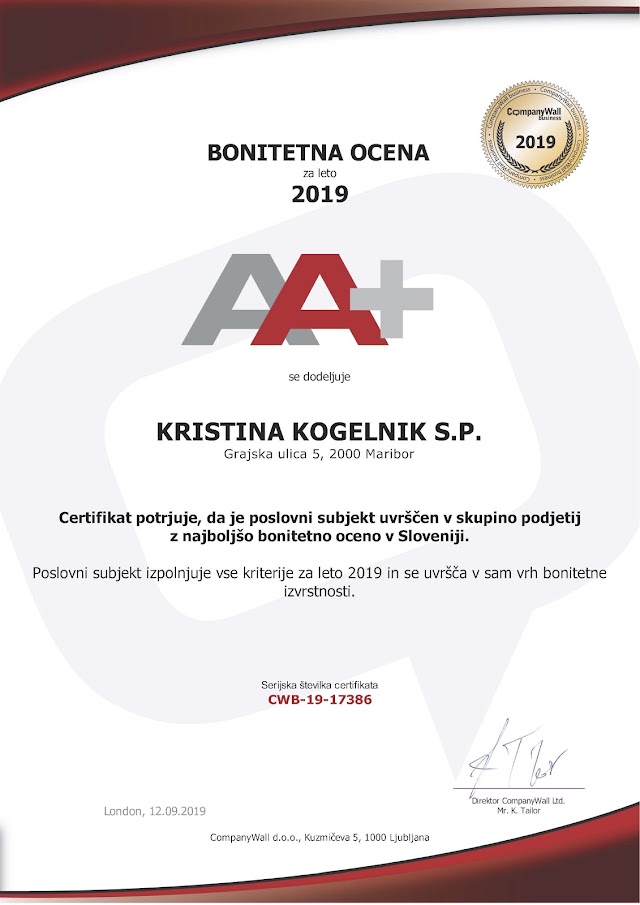 CompanyWall
Business
2019
BONITETNA OCENA
za leto
2019
AA+
se dodeljuje
KRISTINA KOGELNIK S.P.
Grajska ulica 5, 2000 Maribor
Certifikat potrjuje, da je poslovni subjekt uvrščen v skupino podjetij
z najboljšo bonitetno oceno v Sloveniji.
Poslovni subjekt izpolnjuje vse kriterije za leto 2019 in se uvršča v sam vrh bonitetne
izvrstnosti.
Serijska številka certifikata
CWB-19-17386
Direktor CompanyWall Ltd.
Mr. K. Tailor
London, 12.09.2019
CompanyWall d.o.o., Kuzmičeva 5, 1000 Ljubljana